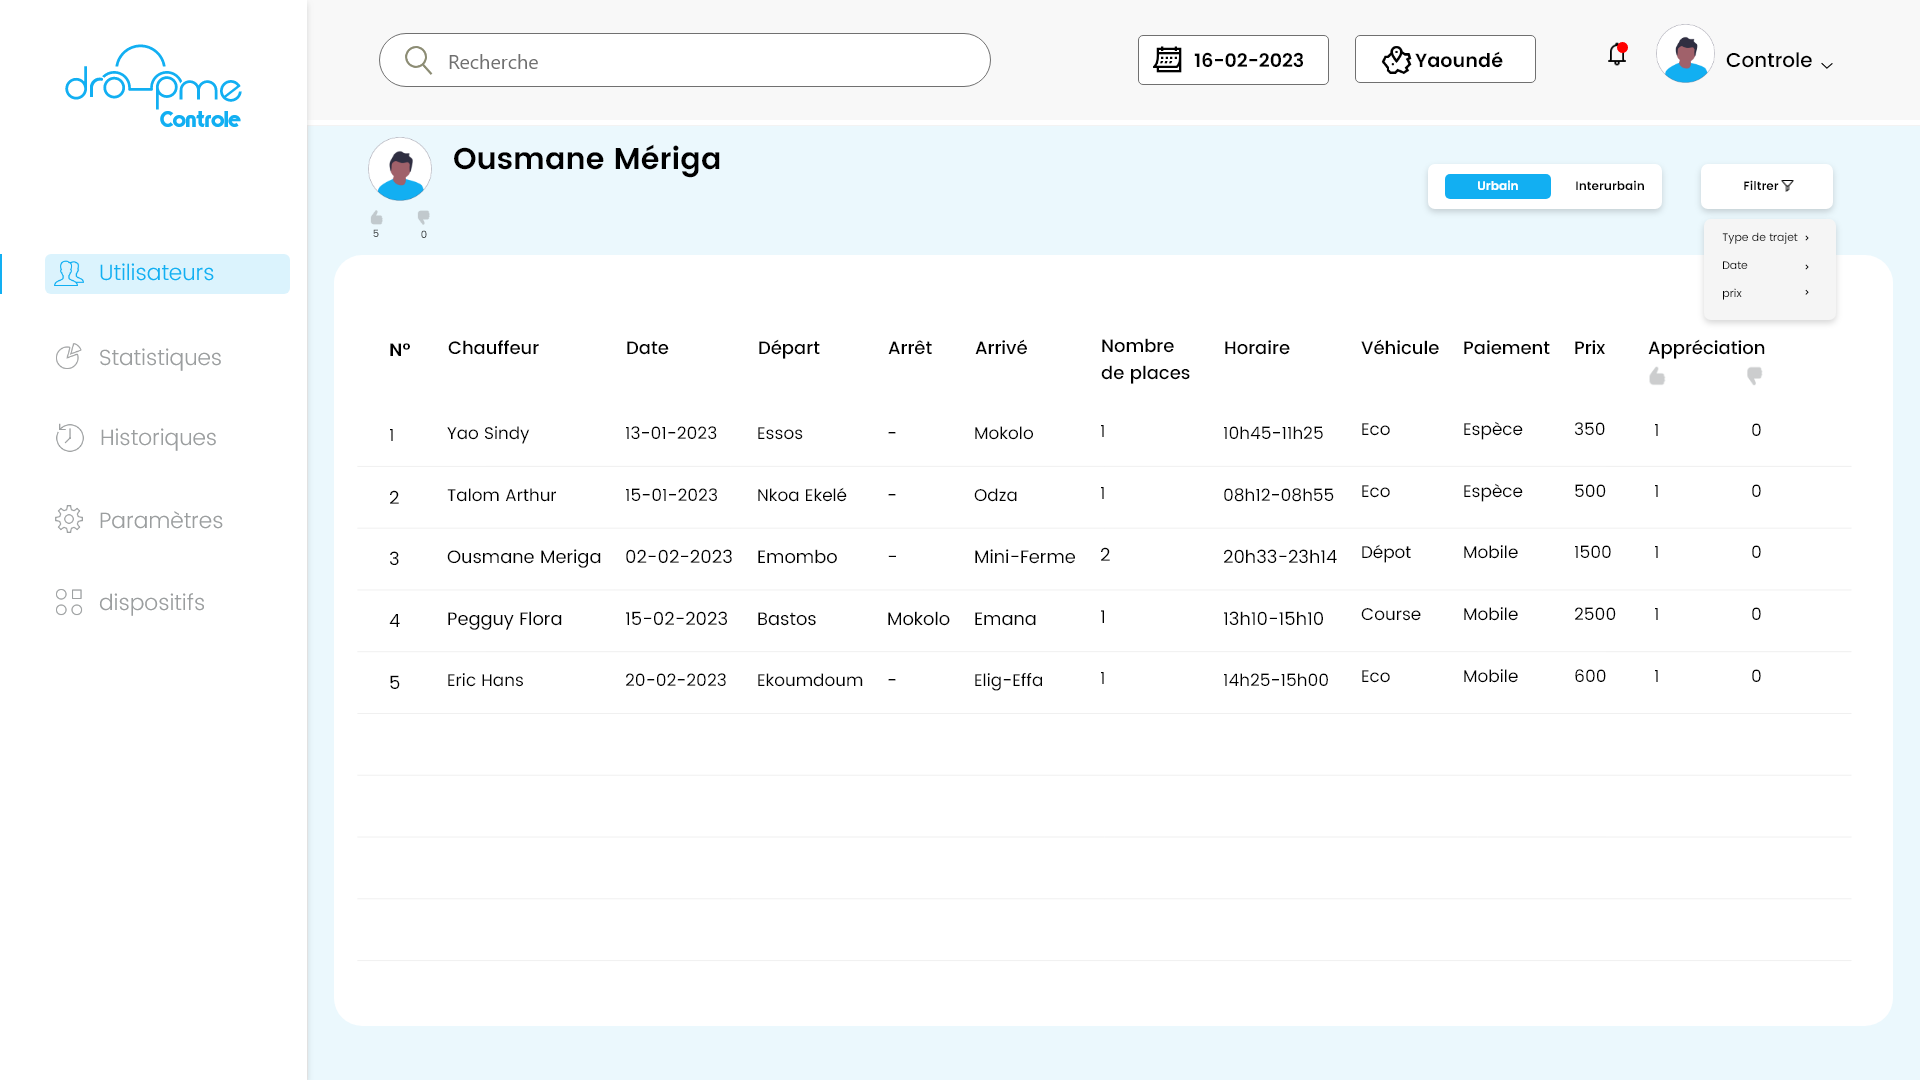 dro-pme
Controle
Recherche
16-02-2023
Yaoundé
Controle
Utilisateurs
Statistiques
Historiques
Paramètres
dispositifs
Ousmane Mériga
5 0
Urbain Interurbain
Filtrer
Type de trajet
Date
prix
N° Chauffeur Date Départ Arrêt Arrivé Nombre de places Horaire Véhicule Paiement Prix Appréciation
1 Yao Sindy 13-01-2023 Essos - Mokolo 1 10h45-11h25 Eco Espèce 350 1 0
2 Talom Arthur 15-01-2023 Nkoa Ekelé - Odza 1 08h12-08h55 Eco Espèce 500 1 0
3 Ousmane Meriga 02-02-2023 Emombo - Mini-Ferme 2 20h33-23h14 Dépot Mobile 1500 1 0
4 Pegguy Flora 15-02-2023 Bastos Mokolo Emana 1 13h10-15h10 Course Mobile 2500 1 0
5 Eric Hans 20-02-2023 Ekoumdoum - Elig-Effa 1 14h25-15h00 Eco Mobile 600 1 0